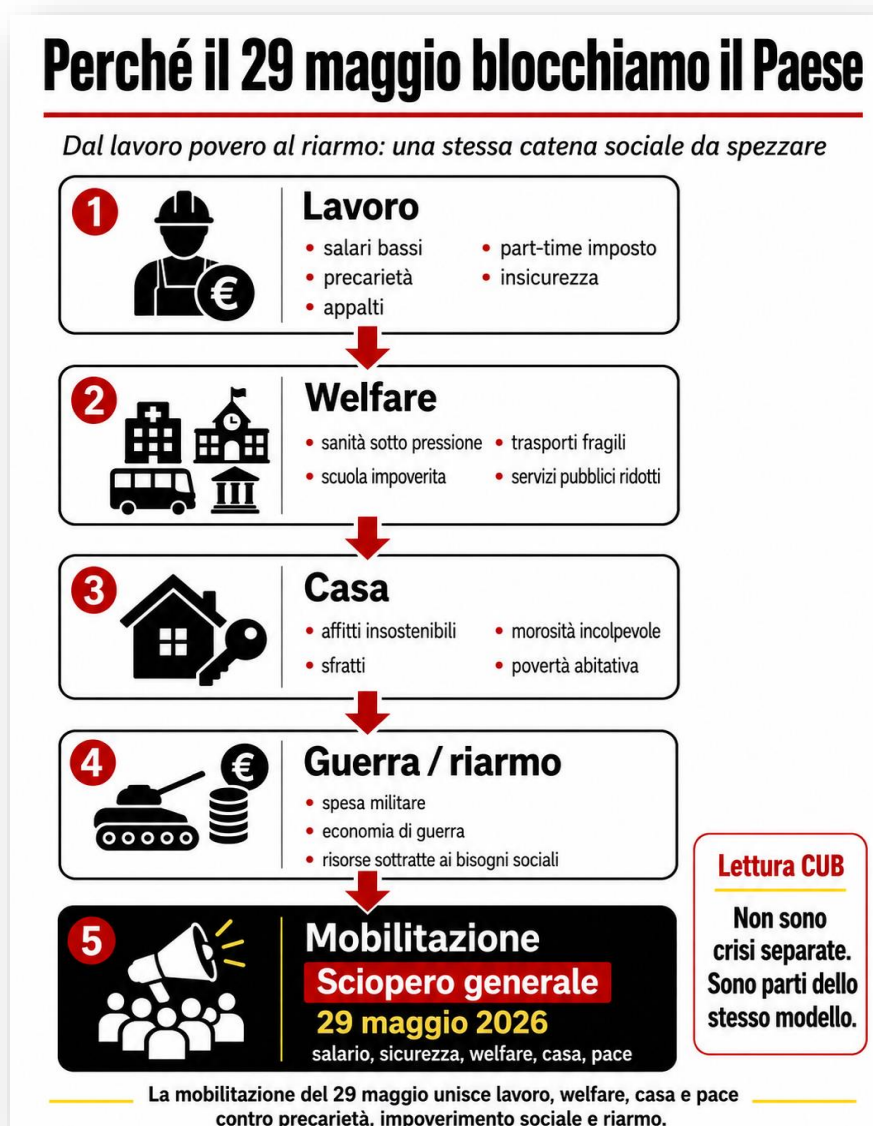 Perché il 29 maggio blocchiamo il Paese
Dal lavoro povero al riarmo: una stessa catena sociale da spezzare
1
Lavoro
• salari bassi
• precarietà
• appalti
• part-time imposto
• insicurezza
€
2
Welfare
• sanità sotto pressione
• scuola impoverita
• trasporti fragili
• servizi pubblici ridotti
3
Casa
• affitti insostenibili
• sfratti
• morosità incolpevole
• povertà abitativa
4
€
Guerra / riarmo
• spesa militare
• economia di guerra
• risorse sottratte ai bisogni sociali
5
Mobilitazione
Sciopero generale
29 maggio 2026
salario, sicurezza, welfare, casa, pace
Lettura CUB
Non sono
crisi separate.
Sono parti dello
stesso modello.
La mobilitazione del 29 maggio unisce lavoro, welfare, casa e pace
contro precarietà, impoverimento sociale e riarmo.